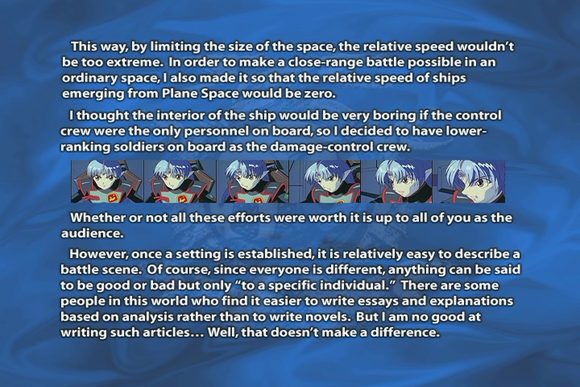 This way, by limiting the size of the space, the relative speed wouldn't
be too extreme. In order to make a close-range battle possible in an
ordinary space, I also made it so that the relative speed of ships
emerging from Plane Space would be zero.
I thought the interior of the ship would be very boring if the control
crew were the only personnel on board, so I decided to have lower-
ranking soldiers on board as the damage-control crew.
Whether or not all these efforts were worth it is up to all of you as the
audience.
However, once a setting is established, it is relatively easy to describe a
battle scene. Of course, since everyone is different, anything can be said
to be good or bad but only "to a specific individual." There are some
people in this world who find it easier to write essays and explanations
based on analysis rather than to write novels. But I am no good at
writing such articles... Well, that doesn't make a difference.